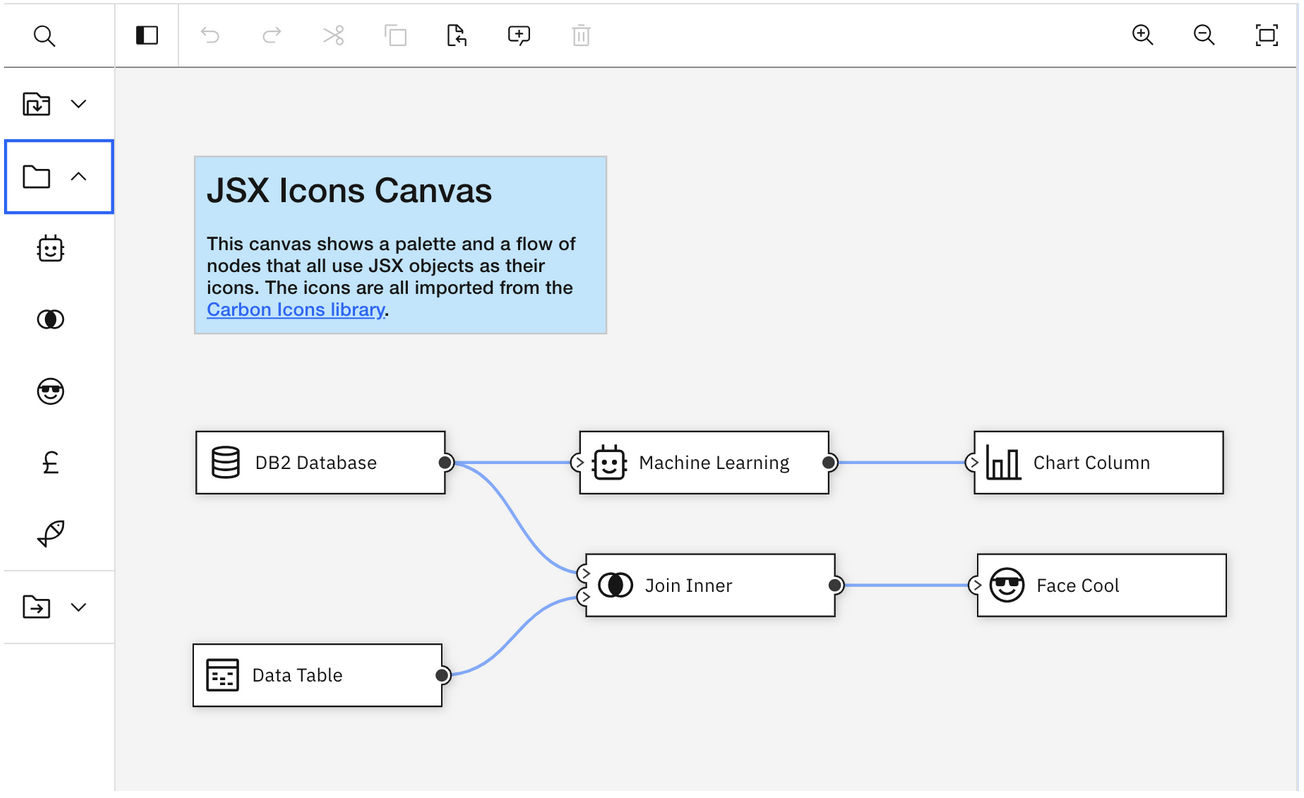 JSX Icons Canvas
This canvas shows a palette and a flow of
nodes that all use JSX objects as their
icons. The icons are all imported from the
Carbon Icons library.
DB2 Database
Machine Learning
Chart Column
Join Inner
Face Cool
Data Table